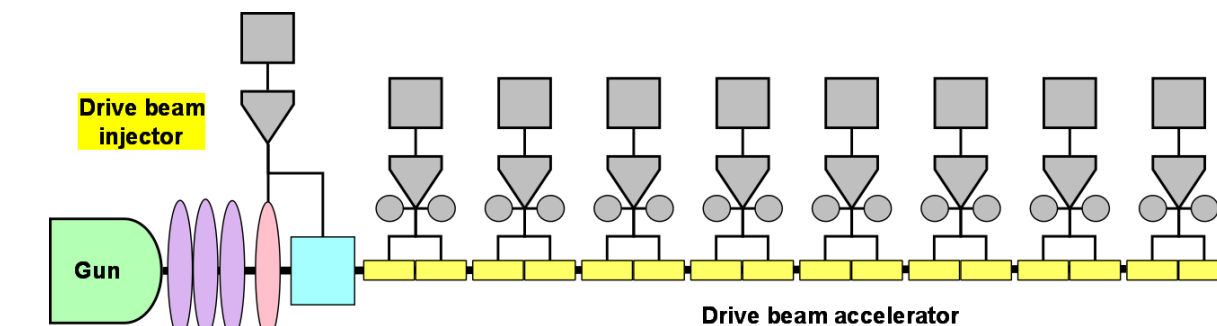 Drive beam
injector
Gun
Drive beam accelerator